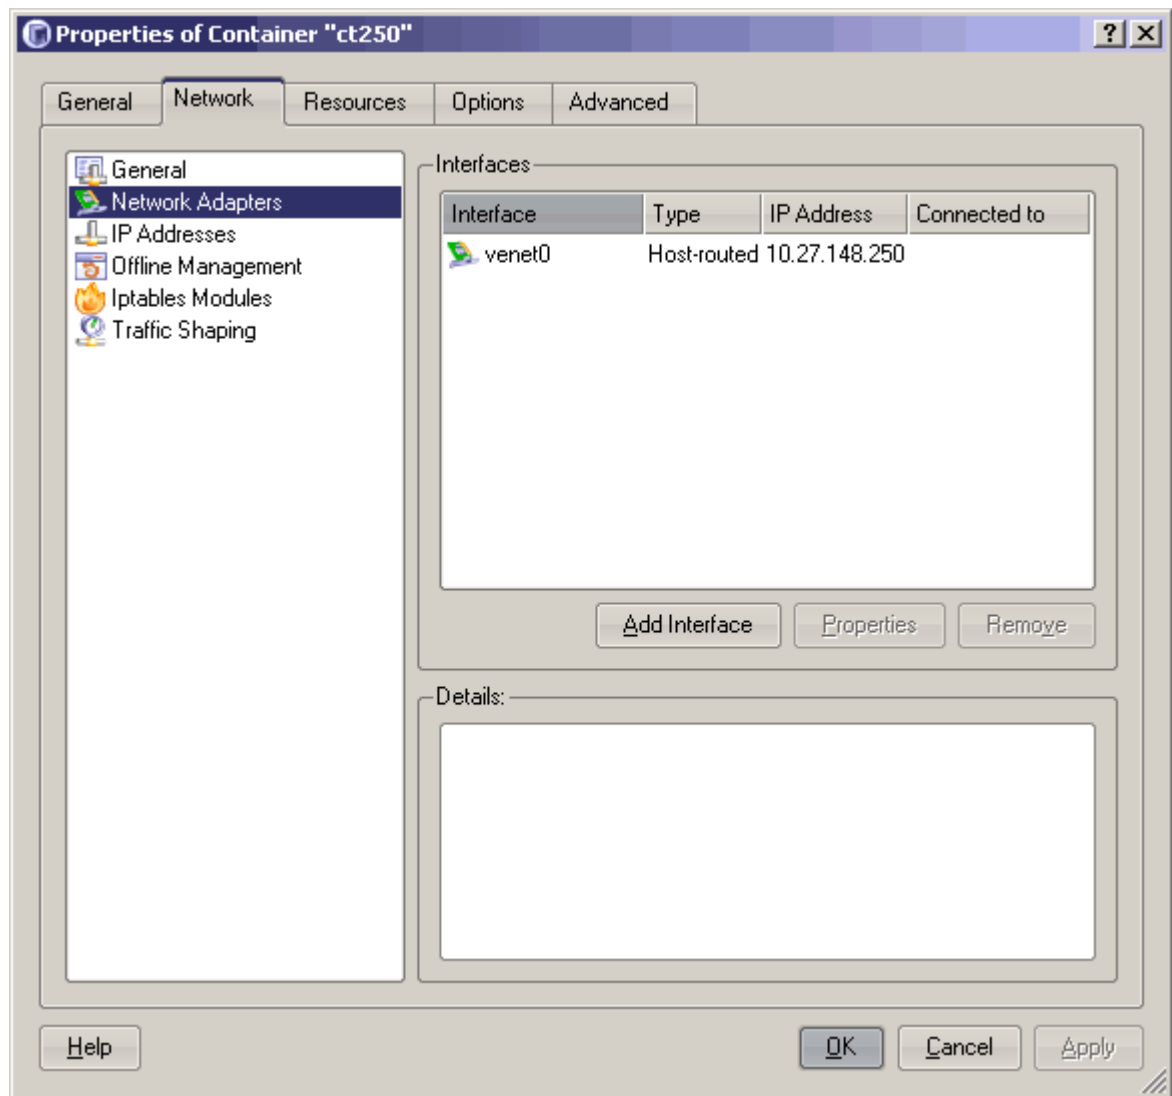 Properties of Container "ct250"
General Network Resources Options Advanced
General
Network Adapters
IP Addresses
Offline Management
Iptables Modules
Traffic Shaping
Interfaces
Interface Type IP Address Connected to
venet0 Host-routed 10.27.148.250
Add Interface Properties Remove
Details:
Help OK Cancel Apply